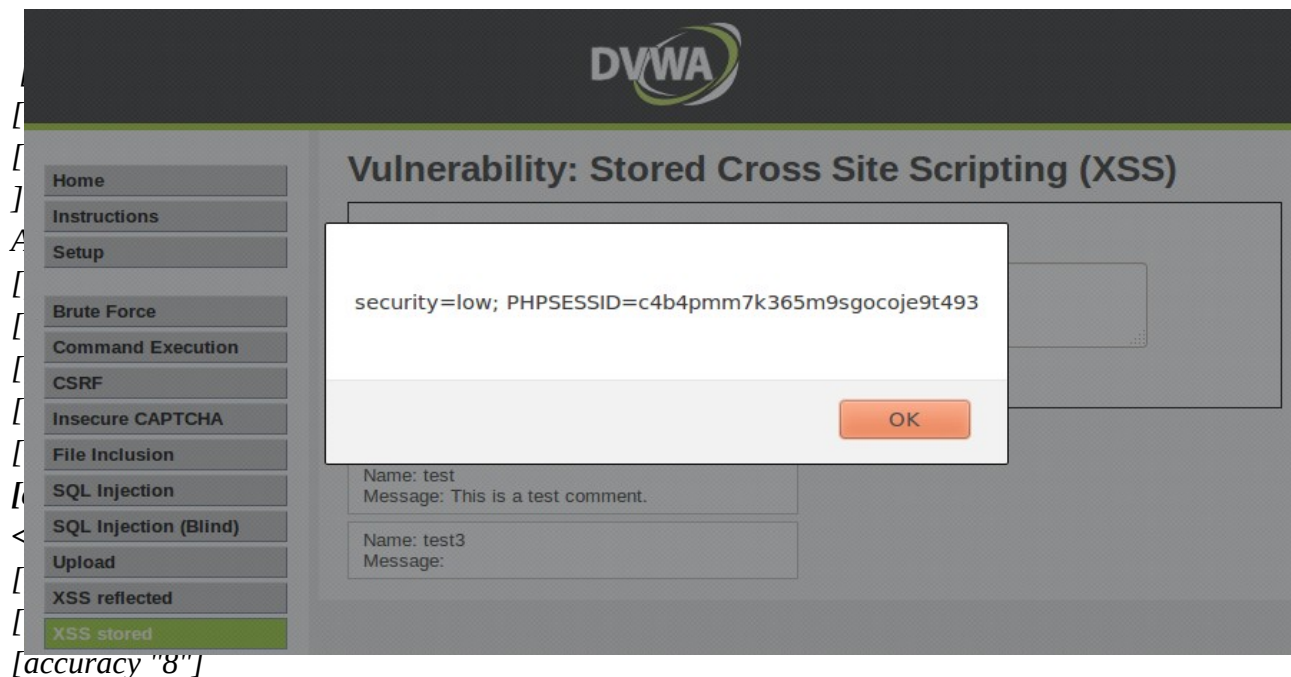 DVWA
Vulnerability: Stored Cross Site Scripting (XSS)
Home
Instructions
Setup
Brute Force
Command Execution
CSRF
Insecure CAPTCHA
File Inclusion
SQL Injection
SQL Injection (Blind)
Upload
XSS reflected
XSS stored
security=low; PHPSESSID=c4b4pmm7k365m9sgocoje9t493
OK
Name: test
Message: This is a test comment.
Name: test3
Message:
[
[
[
]
A
[
[
[
[
[
[
<
[
[
[accuracy "8"]